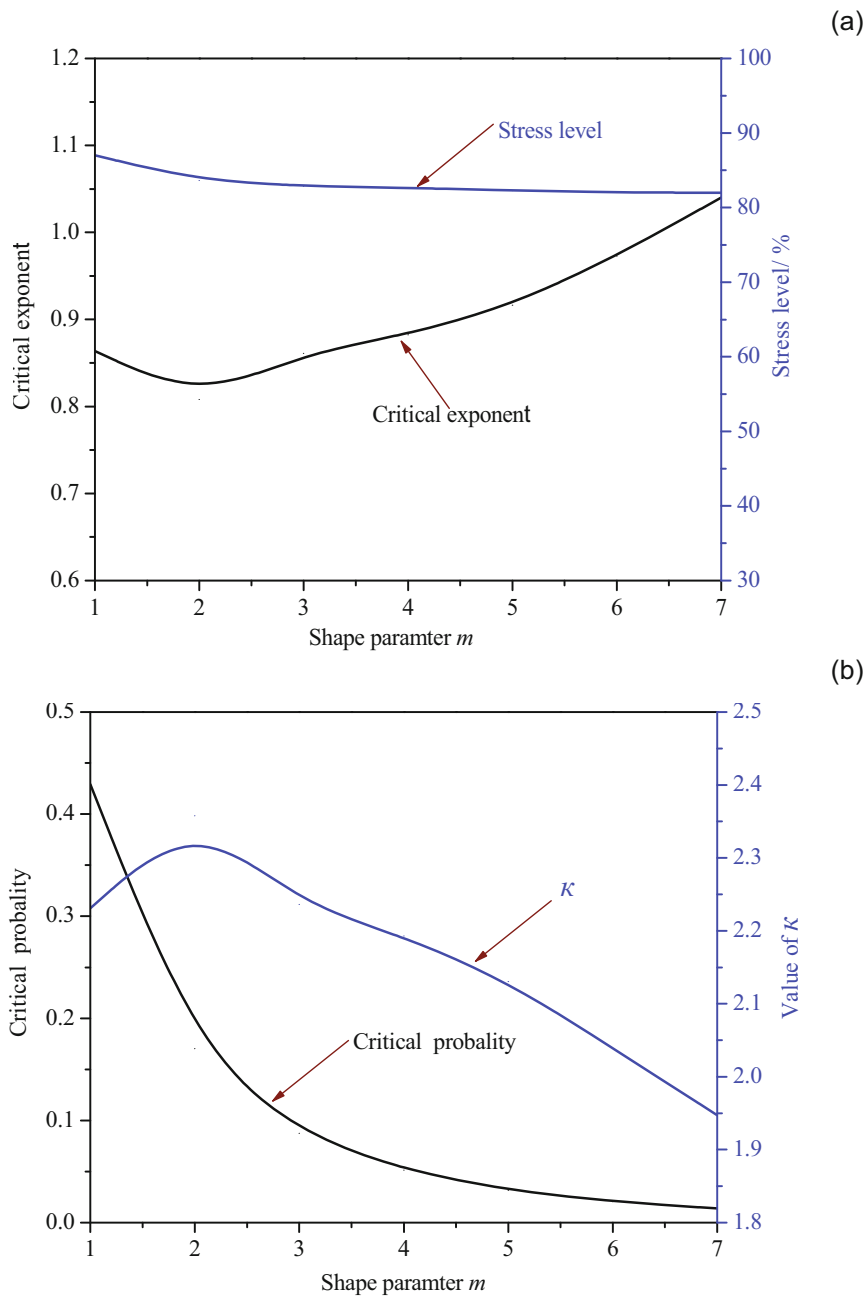 (a)
1.2
1.1
1.0
0.9
0.8
0.7
0.6
Critical exponent
100
90
80
70
60
50
40
30
Stress level/ %
Stress level
Critical exponent
1 2 3 4 5 6 7
Shape paramter m
(b)
0.5
0.4
0.3
0.2
0.1
0.0
Critical probality
2.5
2.4
2.3
2.2
2.1
2.0
1.9
1.8
Value of κ
κ
Critical probality
1 2 3 4 5 6 7
Shape paramter m